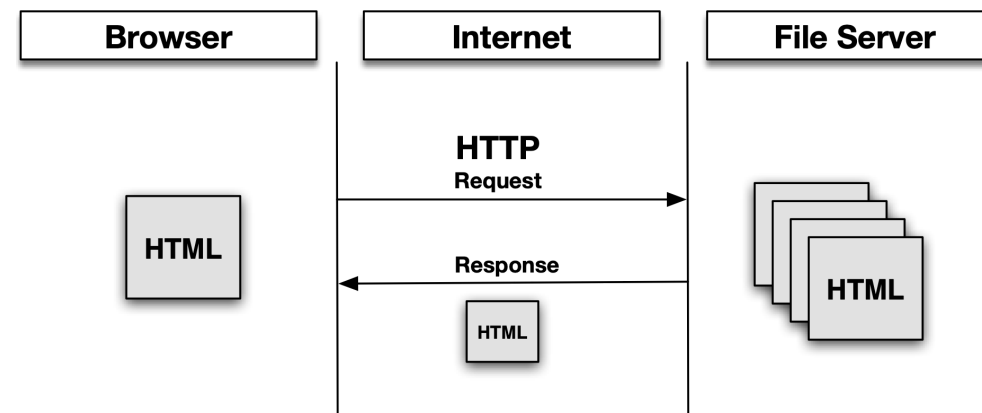 Browser
Internet
File Server
HTTP
Request
HTML
Response
HTML
HTML